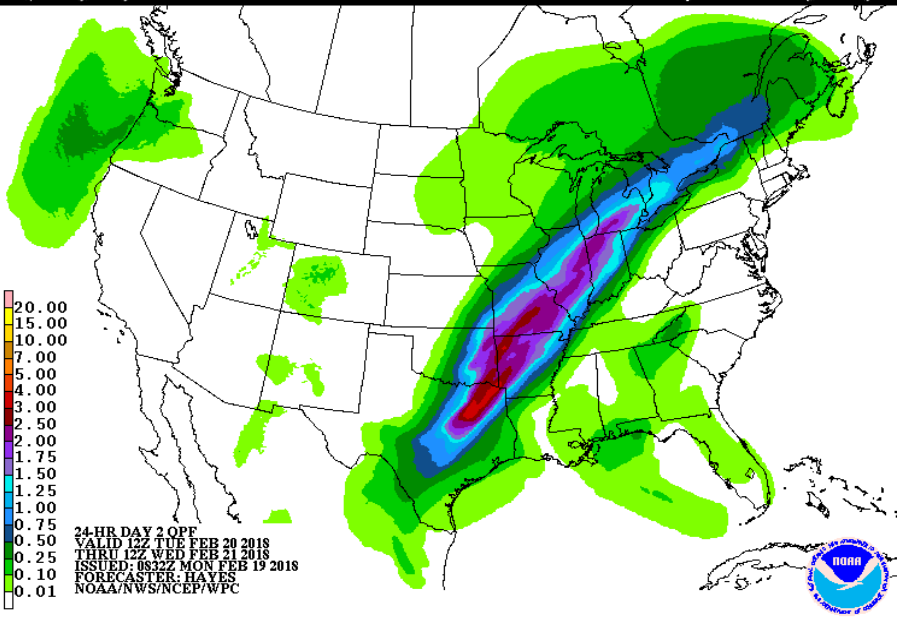 20.00
15.00
10.00
7.00
5.00
4.00
3.00
2.50
2.00
1.75
1.50
1.25
1.00
0.75
0.50
0.25
0.10
0.01
24-HR DAY 2 QPF
VALID 12Z TUE FEB 20 2018
THRU 12Z WED FEB 21 2018
ISSUED: 0832Z MON FEB 19 2018
FORECASTER: HAYES
NOAA/NWS/NCEP/WPC
NOAA